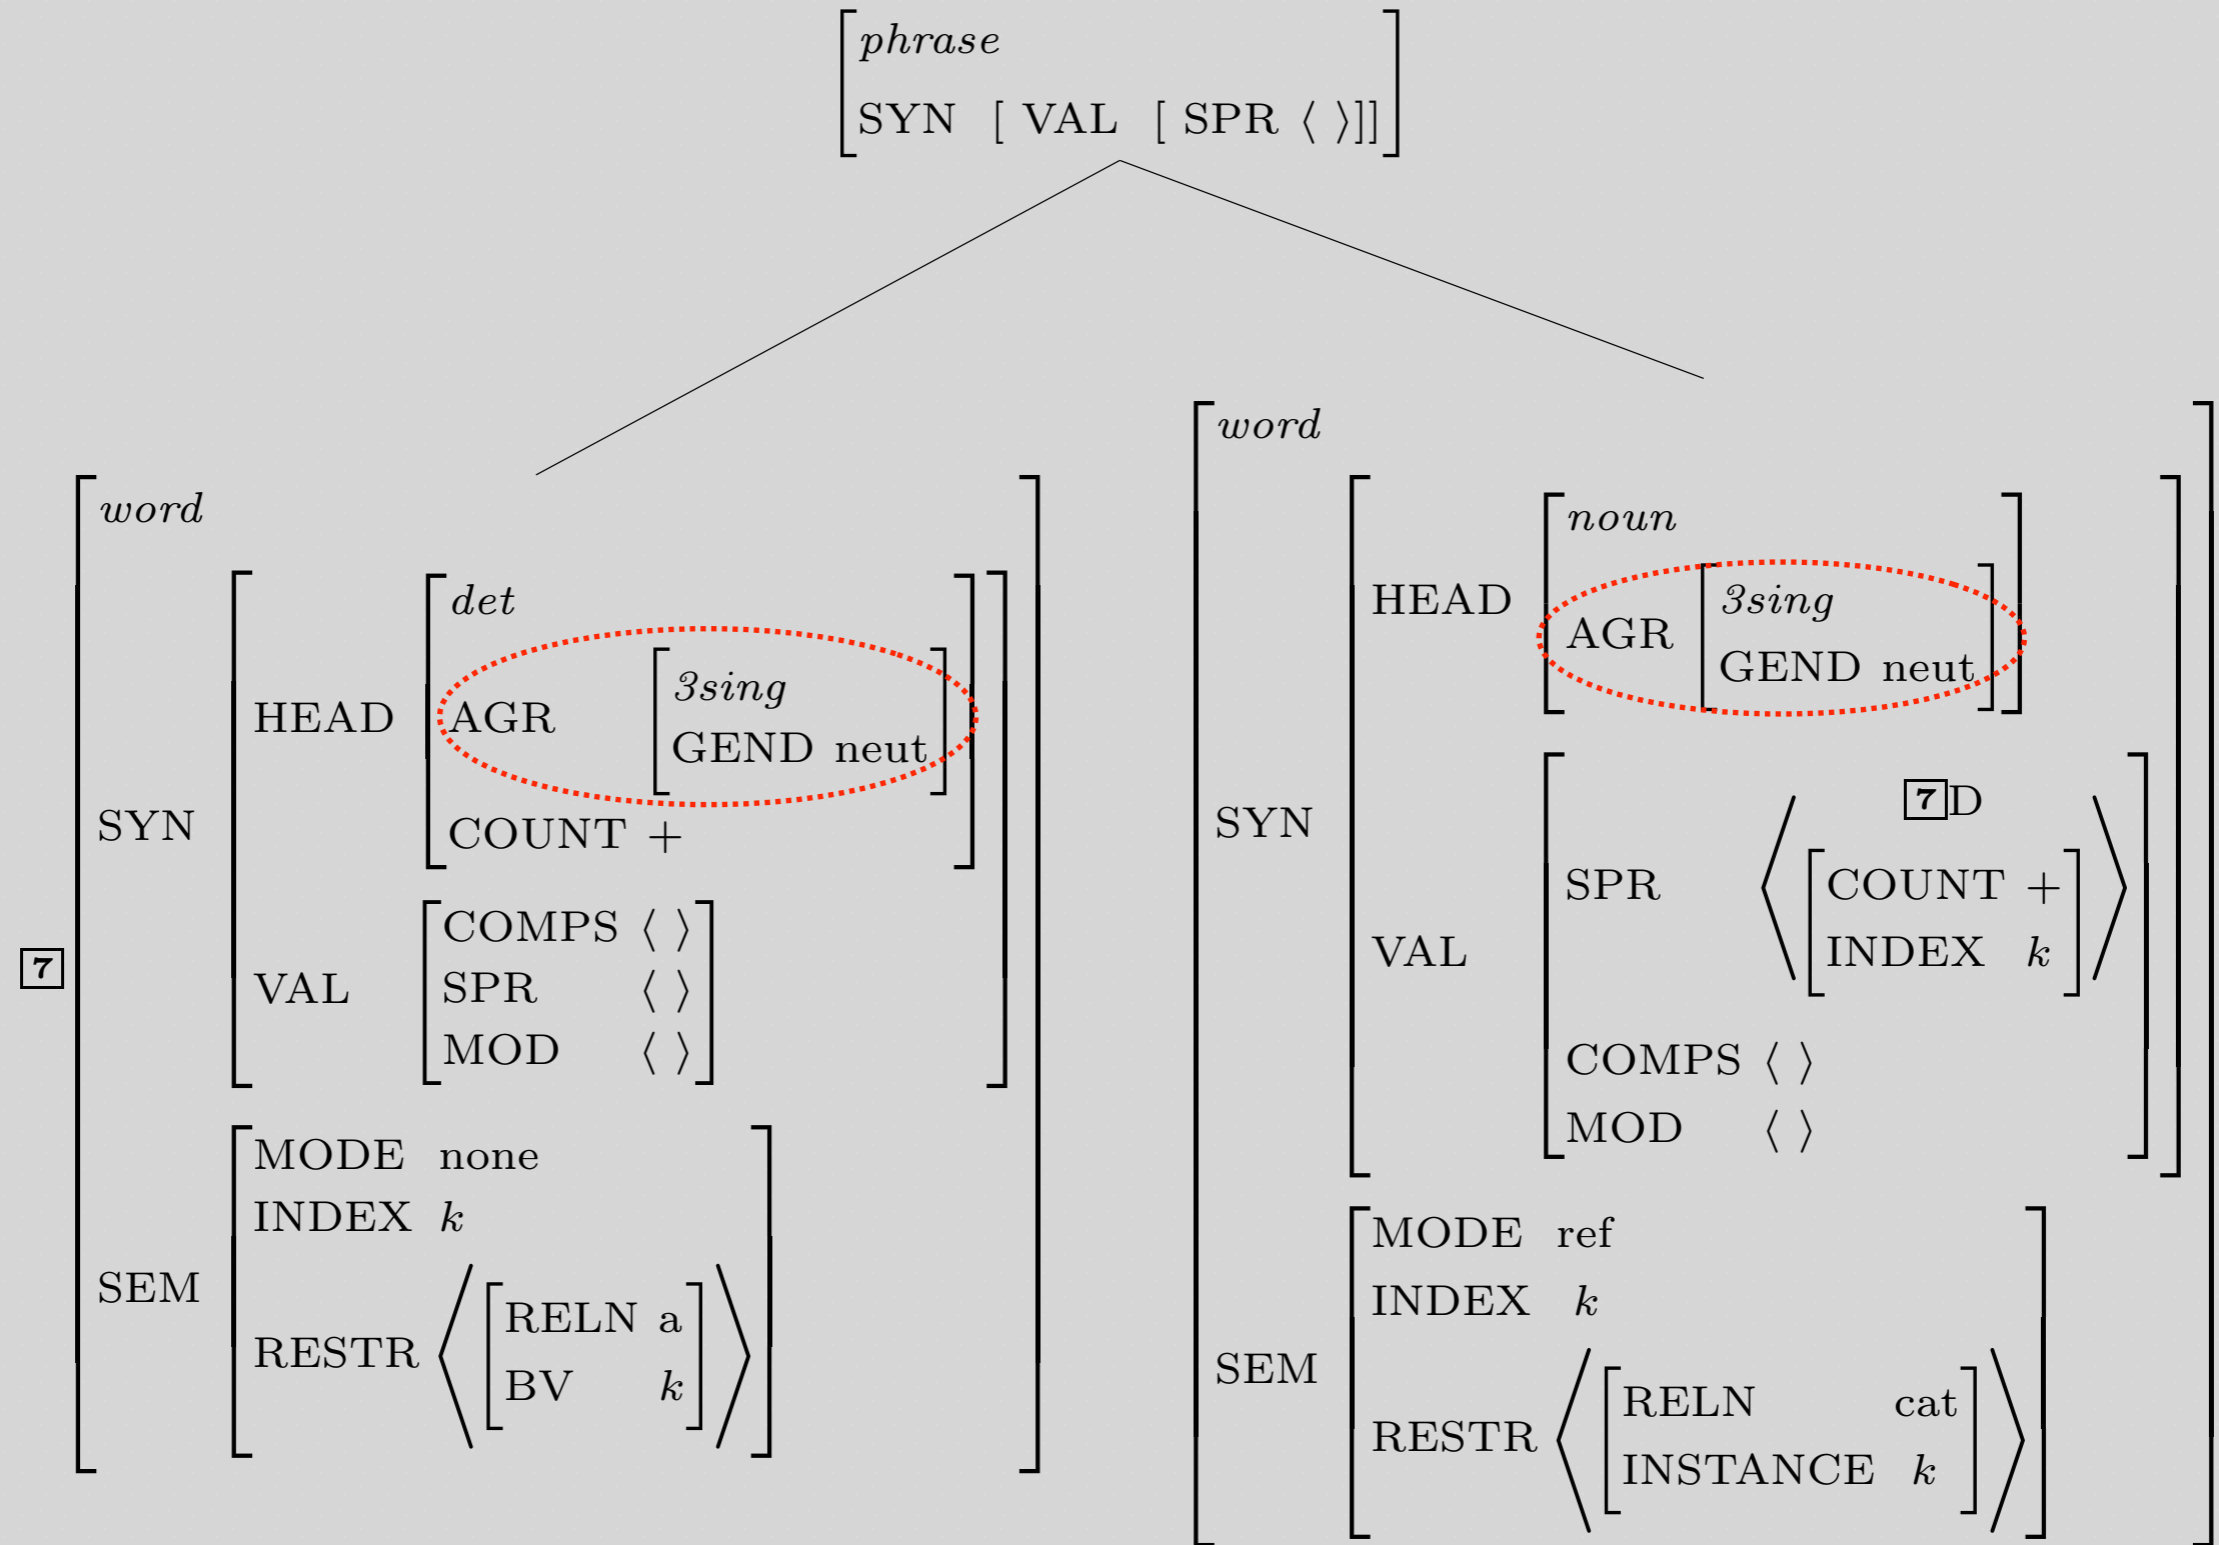 phrase
SYN [ VAL [ SPR ⟨ ⟩]]
word
SYN
HEAD
det
AGR
3sing
GEND neut
COUNT +
VAL
COMPS ⟨ ⟩
SPR ⟨ ⟩
MOD ⟨ ⟩
7
SEM
MODE none
INDEX k
RESTR
RELN a
BV k
word
SYN
HEAD
noun
AGR
3sing
GEND neut
VAL
SPR
7 D
COUNT +
INDEX k
COMPS ⟨ ⟩
MOD ⟨ ⟩
SEM
MODE ref
INDEX k
RESTR
RELN cat
INSTANCE k